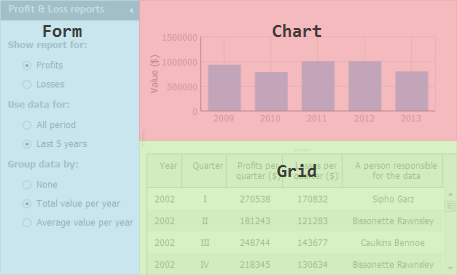 Profit & Loss reports
Form
Show report for:
Profits
Losses
Use data for:
All period
Last 5 years
Group data by:
None
Total value per year
Average value per year
Chart
Value ($)
1500000
1000000
500000
0
2009 2010 2011 2012 2013
Grid
Year Quarter Profits per quarter ($) Losses per quarter ($) A person responsible for the data
2002 I 270538 170832 Sipho Garz
2002 II 181243 121283 Bissonette Rawnsley
2002 III 248744 143677 Caulkins Bennoe
2002 IV 218345 130634 Bissonette Rawnsley